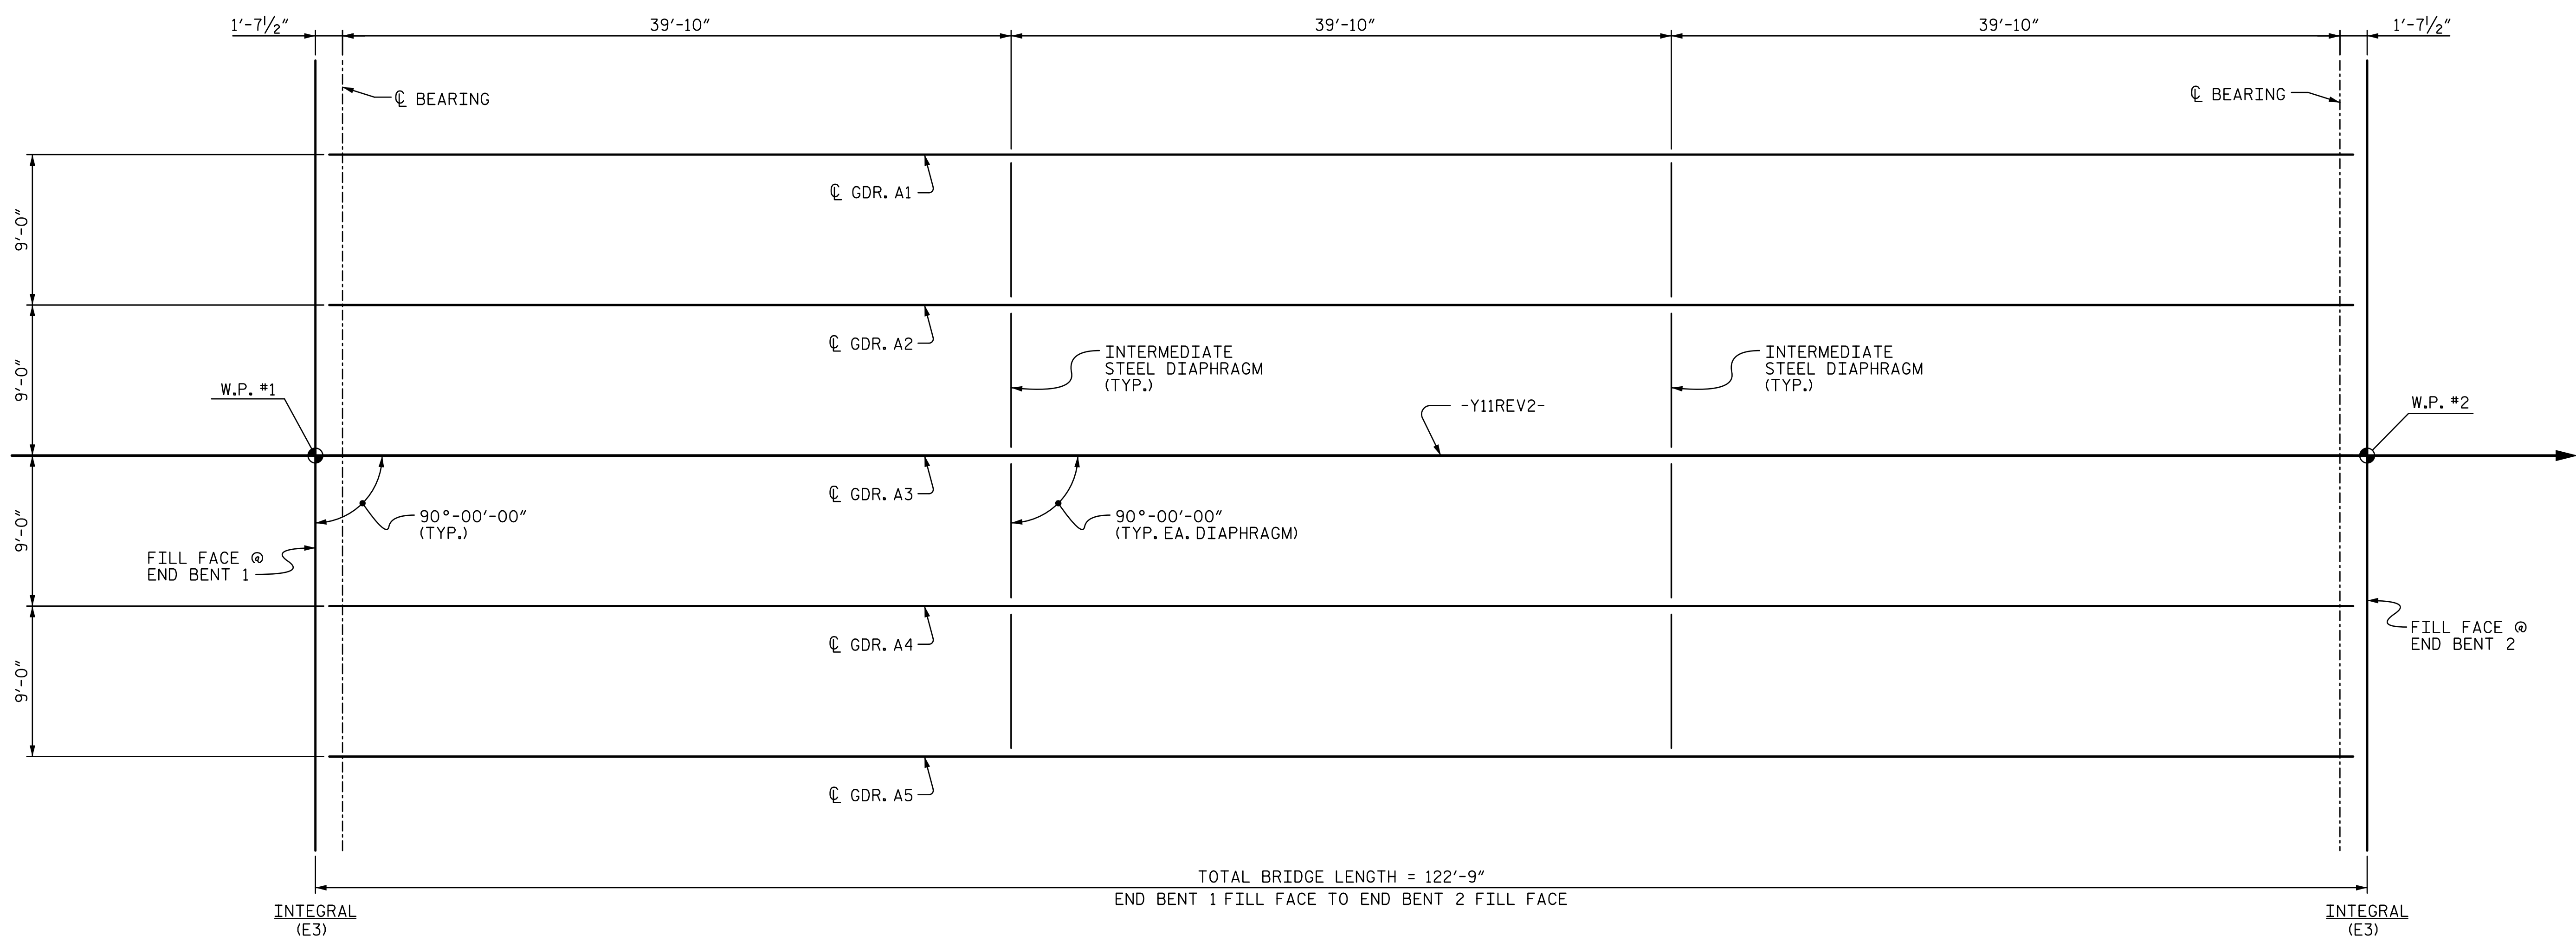 1'-7 1/2" 39'-10" 39'-10" 39'-10" 1'-7 1/2"
℄ BEARING
℄ BEARING
℄ GDR. A1
9'-0"
℄ GDR. A2
INTERMEDIATE
STEEL DIAPHRAGM
(TYP.)
INTERMEDIATE
STEEL DIAPHRAGM
(TYP.)
9'-0"
W.P. #1
-Y11REV2-
W.P. #2
℄ GDR. A3
90°-00'-00"
(TYP.)
90°-00'-00"
(TYP. EA. DIAPHRAGM)
9'-0"
FILL FACE @
END BENT 1
℄ GDR. A4
FILL FACE @
END BENT 2
9'-0"
℄ GDR. A5
TOTAL BRIDGE LENGTH = 122'-9"
END BENT 1 FILL FACE TO END BENT 2 FILL FACE
INTEGRAL
(E3)
INTEGRAL
(E3)